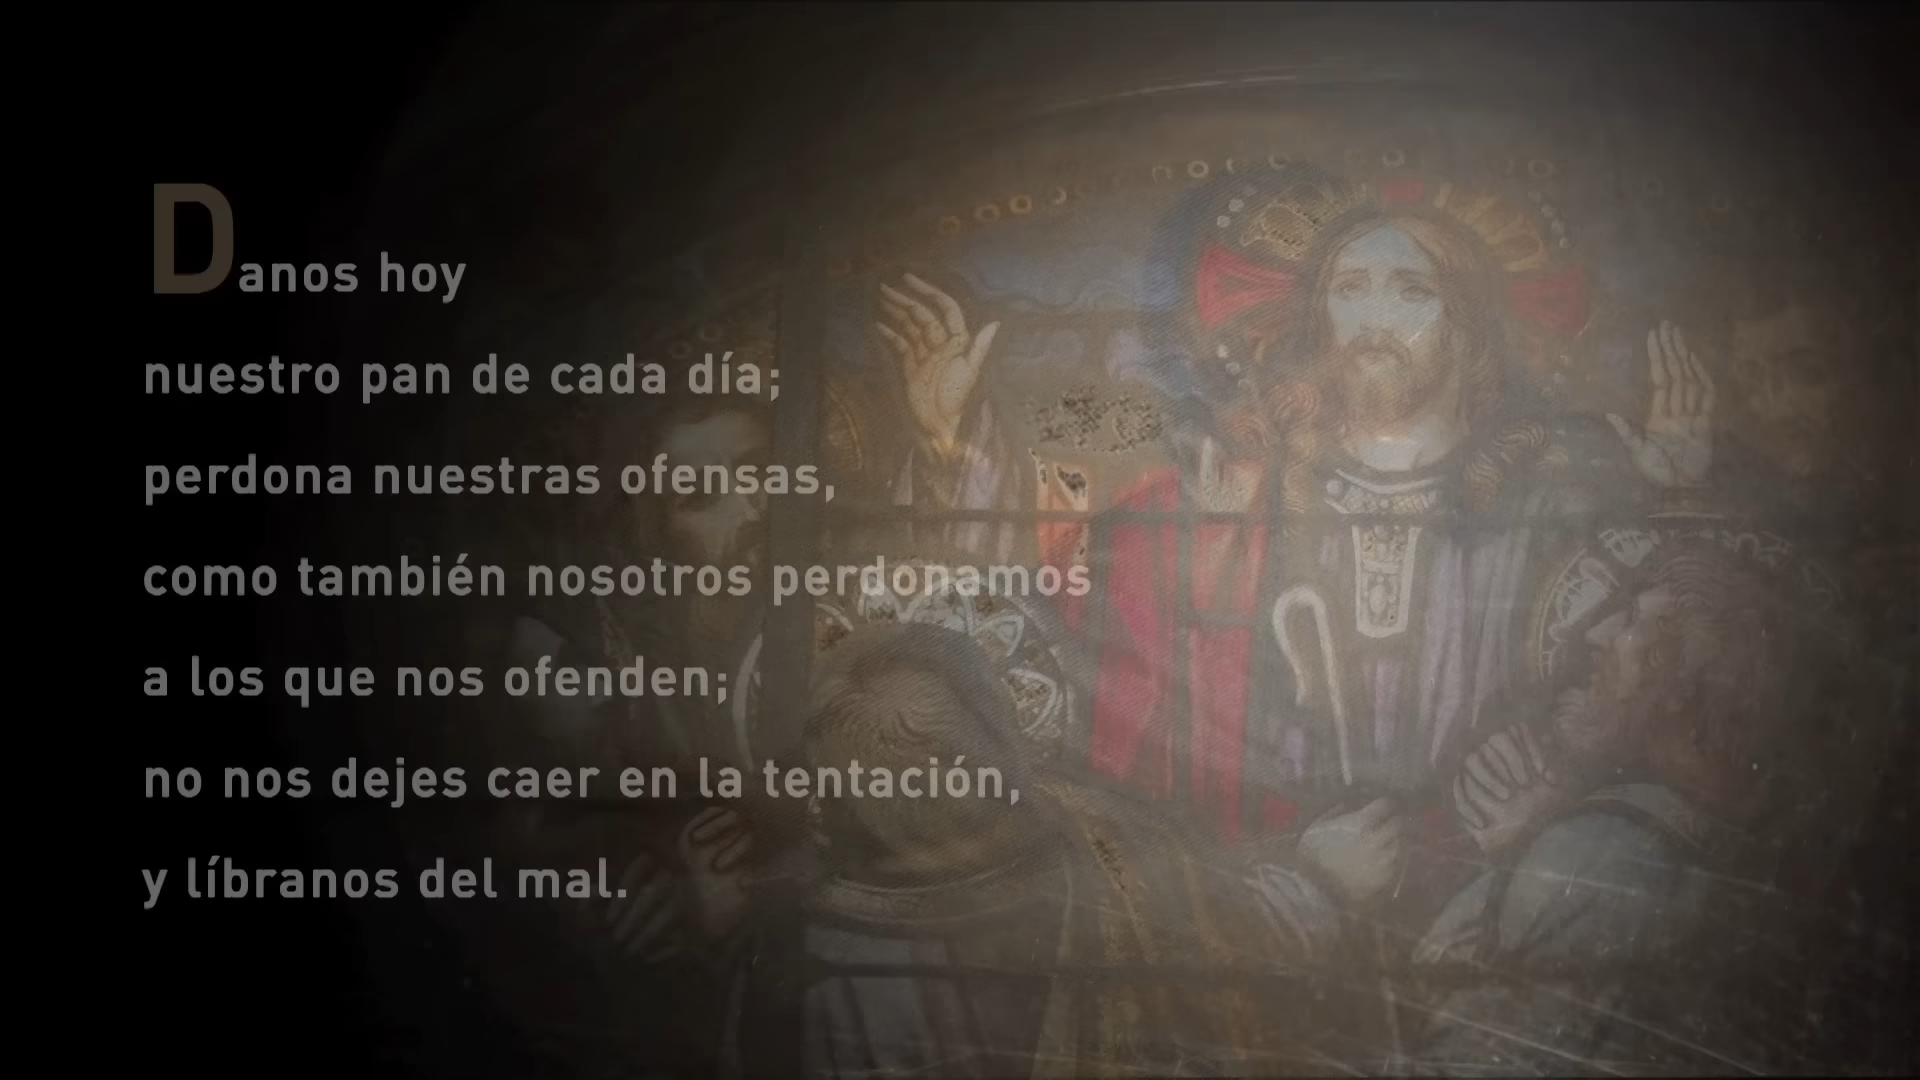 Danos hoy
nuestro pan de cada día;
perdona nuestras ofensas,
como también nosotros perdonamos
a los que nos ofenden;
no nos dejes caer en la tentación,
y líbranos del mal.